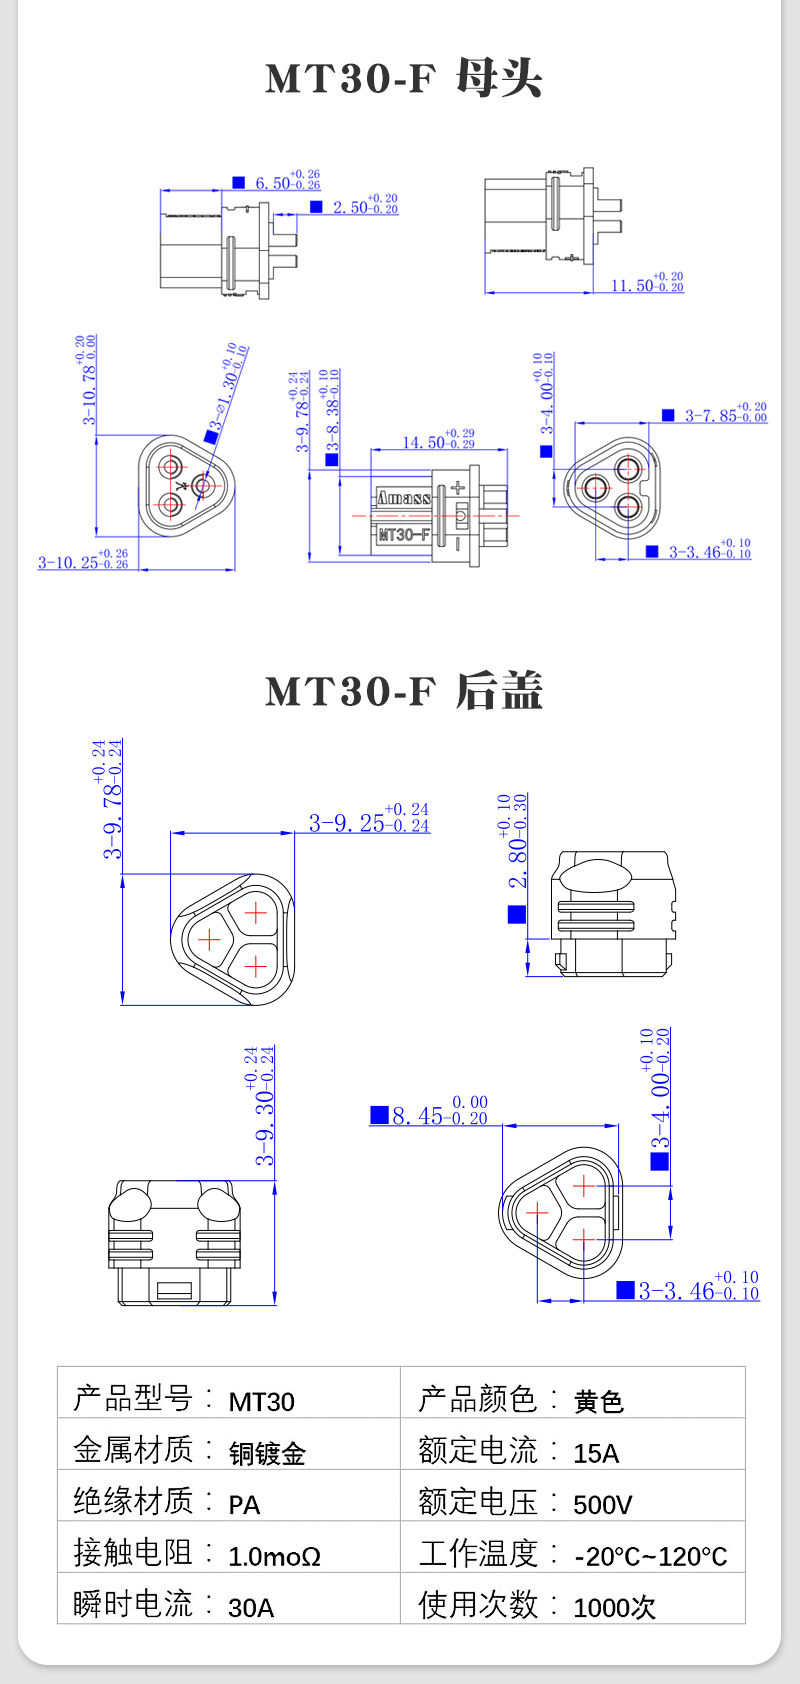 MT30-F 母头
■ 6.50+0.26-0.26
■ 2.50+0.20-0.20
11.50+0.20-0.20
3-10.78+0.20 0.00
■3-⌀1.30+0.10-0.10
3-10.25+0.26-0.26
3-9.78+0.24-0.24
■3-8.38+0.10-0.10
14.50+0.29-0.29
Amass
MT30-F
+
-
■ 3-4.00+0.10-0.10
■ 3-7.85+0.20-0.00
■ 3-3.46+0.10-0.10
MT30-F 后盖
3-9.78+0.24-0.24
3-9.25+0.24-0.24
■ 2.80+0.10-0.30
3-9.30+0.24-0.24
■8.45 0.00-0.20
■3-4.00+0.10-0.20
■3-3.46+0.10-0.10
产品型号：MT30
产品颜色：黄色
金属材质：铜镀金
额定电流：15A
绝缘材质：PA
额定电压：500V
接触电阻：1.0moΩ
工作温度：-20°C~120°C
瞬时电流：30A
使用次数：1000次